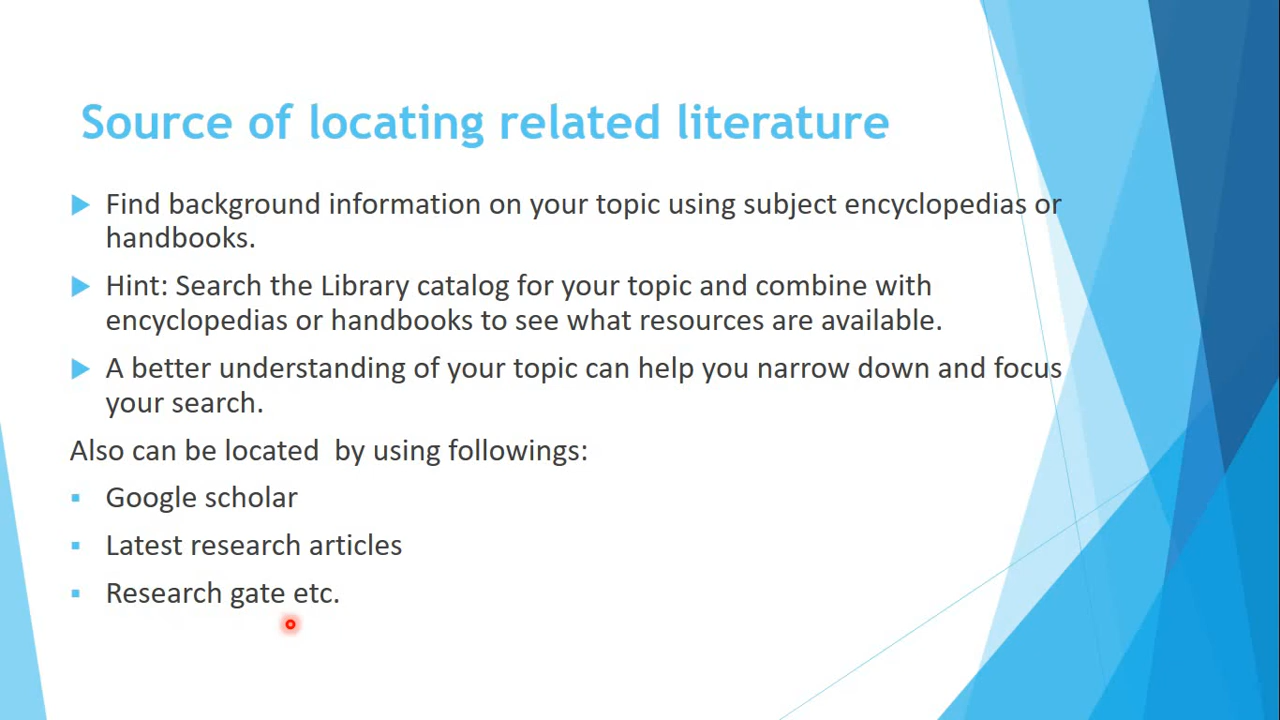 Source of locating related literature
Find background information on your topic using subject encyclopedias or
handbooks.
Hint: Search the Library catalog for your topic and combine with
encyclopedias or handbooks to see what resources are available.
A better understanding of your topic can help you narrow down and focus
your search.
Also can be located  by using followings:
Google scholar
Latest research articles
Research gate etc.